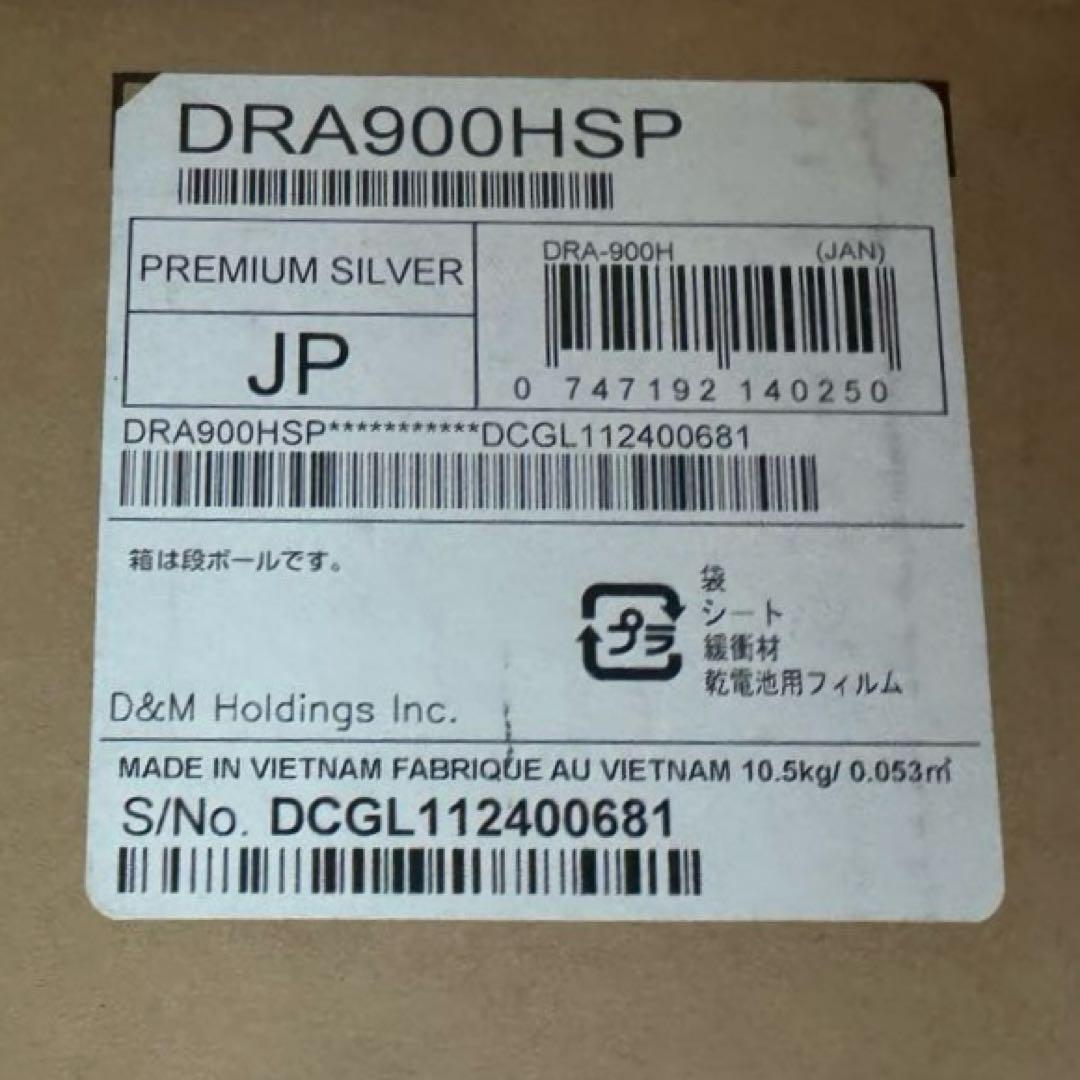 DRA900HSP
PREMIUM SILVER
JP
DRA-900H (JAN)
0 747192 140250
DRA900HSP***********DCGL112400681
箱は段ボールです。
プラ
袋
シート
緩衝材
乾電池用フィルム
D&M Holdings Inc.
MADE IN VIETNAM FABRIQUE AU VIETNAM 10.5kg/ 0.053㎥
S/No. DCGL112400681